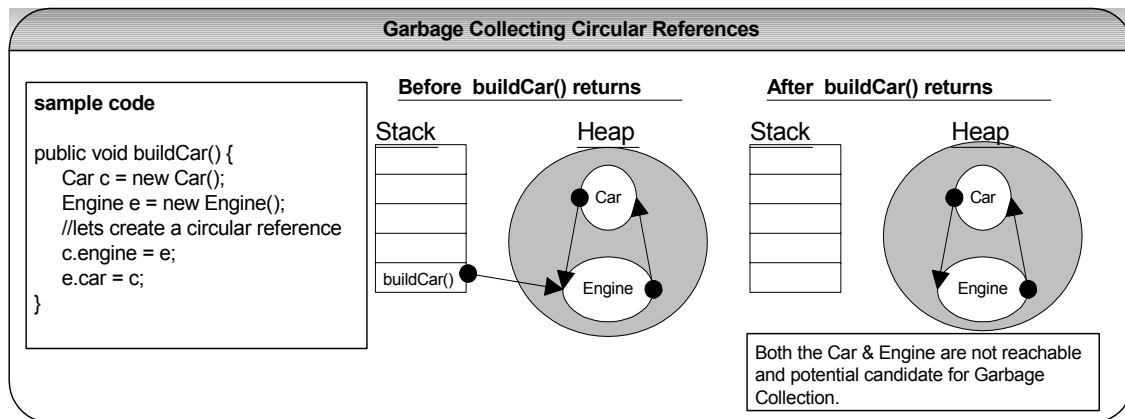 Garbage Collecting Circular References
sample code
public void buildCar() {
Car c = new Car();
Engine e = new Engine();
//lets create a circular reference
c.engine = e;
e.car = c;
}
Before buildCar() returns
Stack
Heap
Car
buildCar()
Engine
After buildCar() returns
Stack
Heap
Car
Engine
Both the Car & Engine are not reachable
and potential candidate for Garbage
Collection.